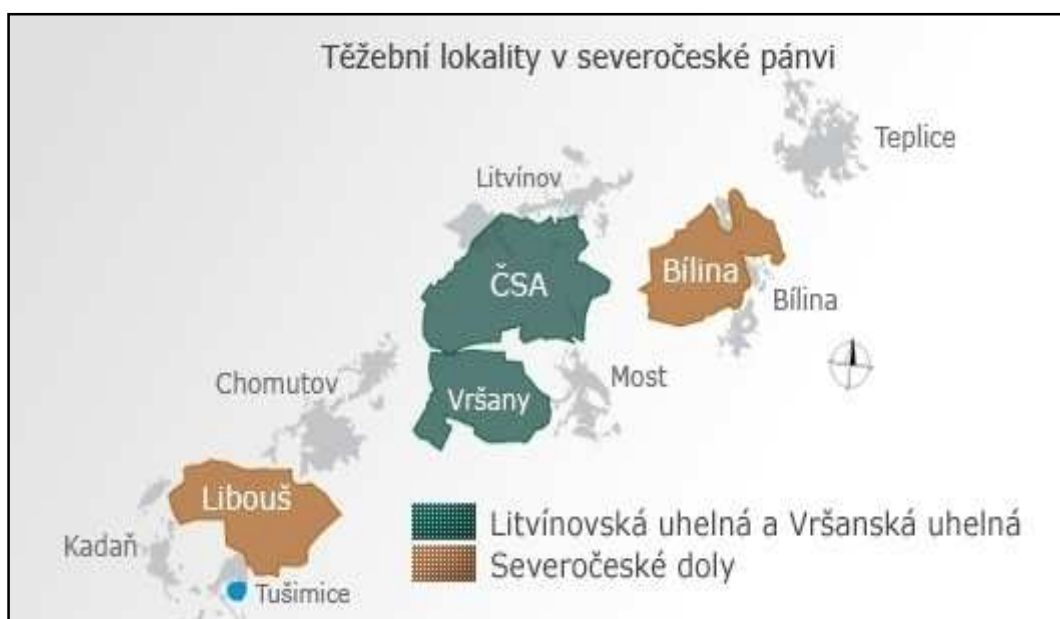 Těžební lokality v severočeské pánvi
Teplice
Litvínov
Bílina
ČSA
Bílina
Most
Chomutov
Vršany
Libouš
Litvínovská uhelná a Vršanská uhelná
Kadaň
Severočeské doly
Tušimice